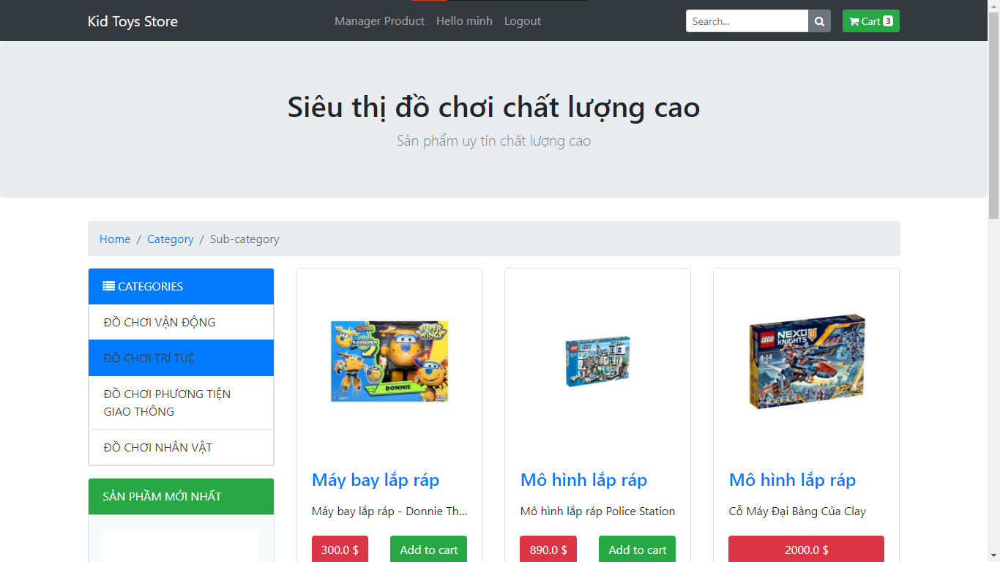 Kid Toys Store
Manager Product
Hello minh
Logout
Search...
Cart 3
Siêu thị đồ chơi chất lượng cao
Sản phẩm uy tín chất lượng cao
Home / Category / Sub-category
CATEGORIES
ĐỒ CHƠI VẬN ĐỘNG
ĐỒ CHƠI TRÍ TUỆ
ĐỒ CHƠI PHƯƠNG TIỆN
GIAO THÔNG
ĐỒ CHƠI NHÂN VẬT
SẢN PHẦM MỚI NHẤT
SUPER
WINGS
TRANSFORM
DONNIE
Máy bay lắp ráp
Máy bay lắp ráp - Donnie Th...
300.0 $
Add to cart
Mô hình lắp ráp
Mô hình lắp ráp Police Station
890.0 $
Add to cart
LEGO
NEXO
KNIGHTS
8-14
Mô hình lắp ráp
Cỗ Máy Đại Bàng Của Clay
2000.0 $